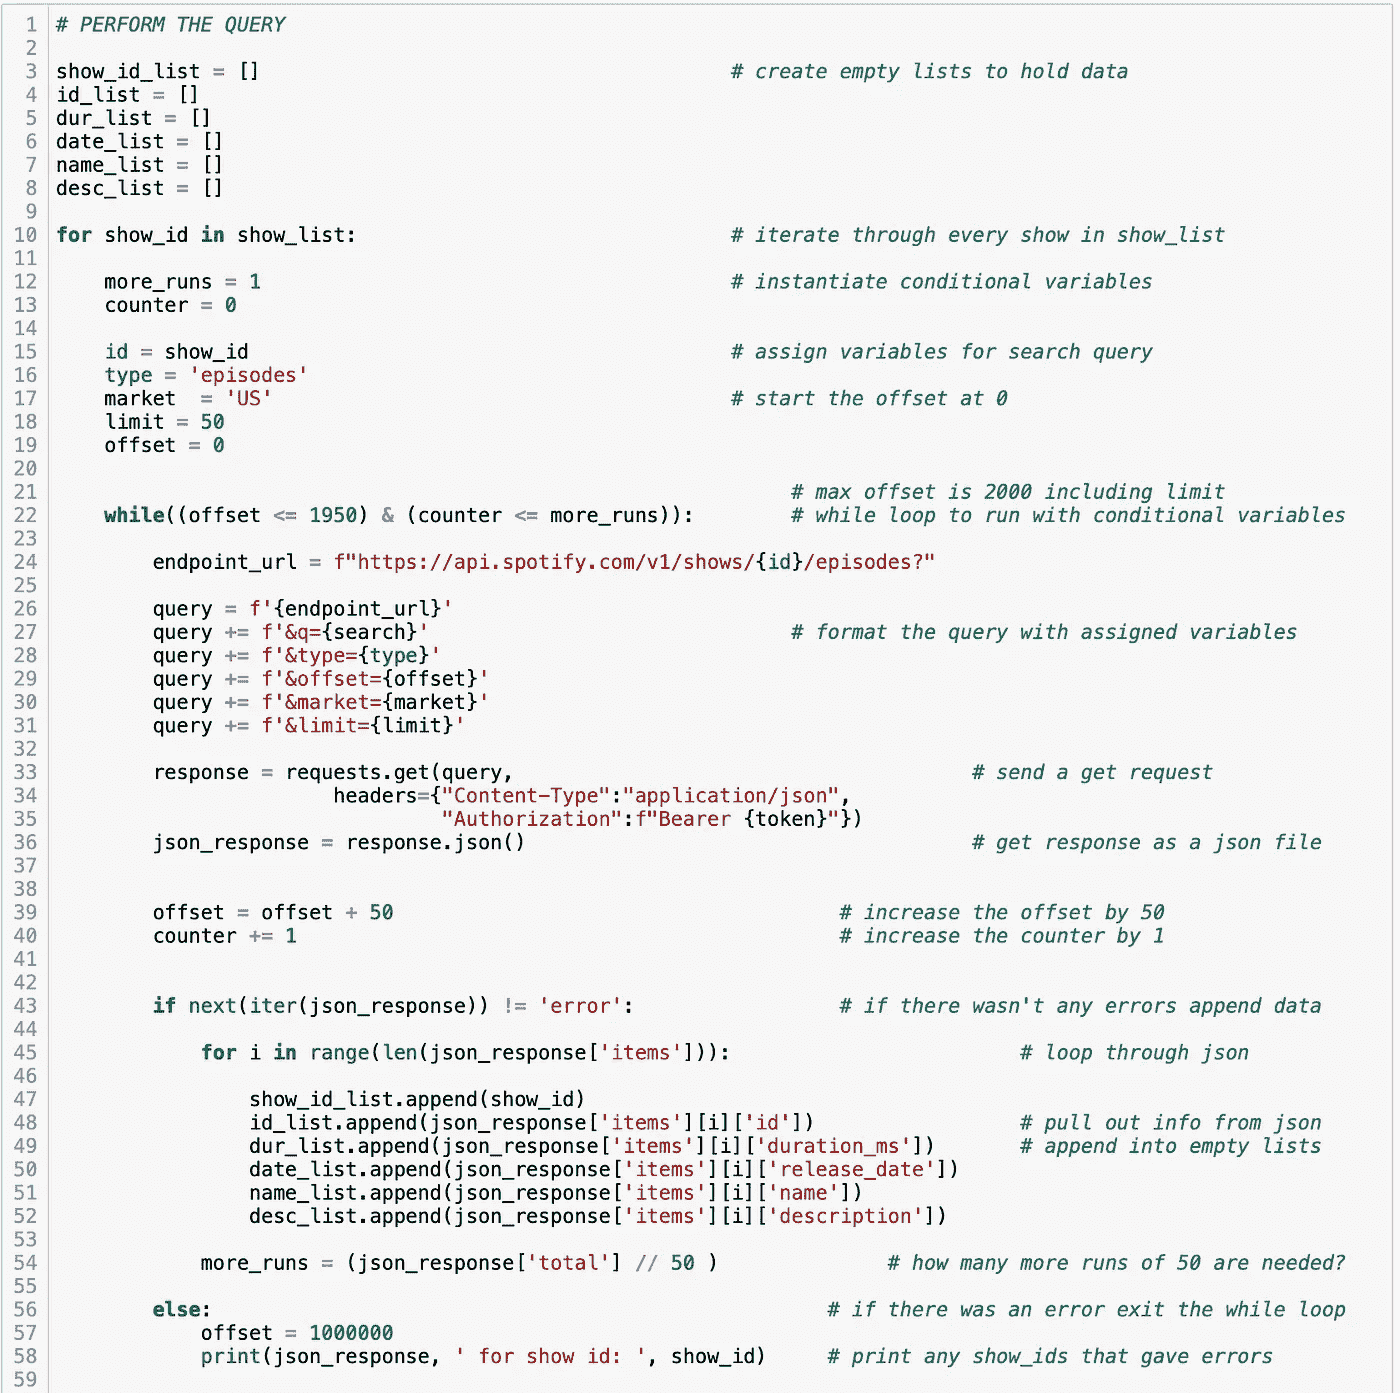 1 # PERFORM THE QUERY
2
3 show_id_list = [] # create empty lists to hold data
4 id_list = []
5 dur_list = []
6 date_list = []
7 name_list = []
8 desc_list = []
9
10 for show_id in show_list: # iterate through every show in show_list
11
12     more_runs = 1 # instantiate conditional variables
13     counter = 0
14
15     id = show_id # assign variables for search query
16     type = 'episodes'
17     market  = 'US' # start the offset at 0
18     limit = 50
19     offset = 0
20
21 # max offset is 2000 including limit
22     while((offset <= 1950) & (counter <= more_runs)): # while loop to run with conditional variables
23
24         endpoint_url = f"https://api.spotify.com/v1/shows/{id}/episodes?"
25
26         query = f'{endpoint_url}'
27         query += f'&q={search}' # format the query with assigned variables
28         query += f'&type={type}'
29         query += f'&offset={offset}'
30         query += f'&market={market}'
31         query += f'&limit={limit}'
32
33         response = requests.get(query, # send a get request
34                        headers={"Content-Type":"application/json",
35                                 "Authorization":f"Bearer {token}"})
36         json_response = response.json() # get response as a json file
37
38
39         offset = offset + 50 # increase the offset by 50
40         counter += 1 # increase the counter by 1
41
42
43         if next(iter(json_response)) != 'error': # if there wasn't any errors append data
44
45             for i in range(len(json_response['items'])): # loop through json
46
47                 show_id_list.append(show_id)
48                 id_list.append(json_response['items'][i]['id']) # pull out info from json
49                 dur_list.append(json_response['items'][i]['duration_ms']) # append into empty lists
50                 date_list.append(json_response['items'][i]['release_date'])
51                 name_list.append(json_response['items'][i]['name'])
52                 desc_list.append(json_response['items'][i]['description'])
53
54             more_runs = (json_response['total'] // 50 ) # how many more runs of 50 are needed?
55
56         else: # if there was an error exit the while loop
57             offset = 1000000
58             print(json_response, ' for show id: ', show_id) # print any show_ids that gave errors
59